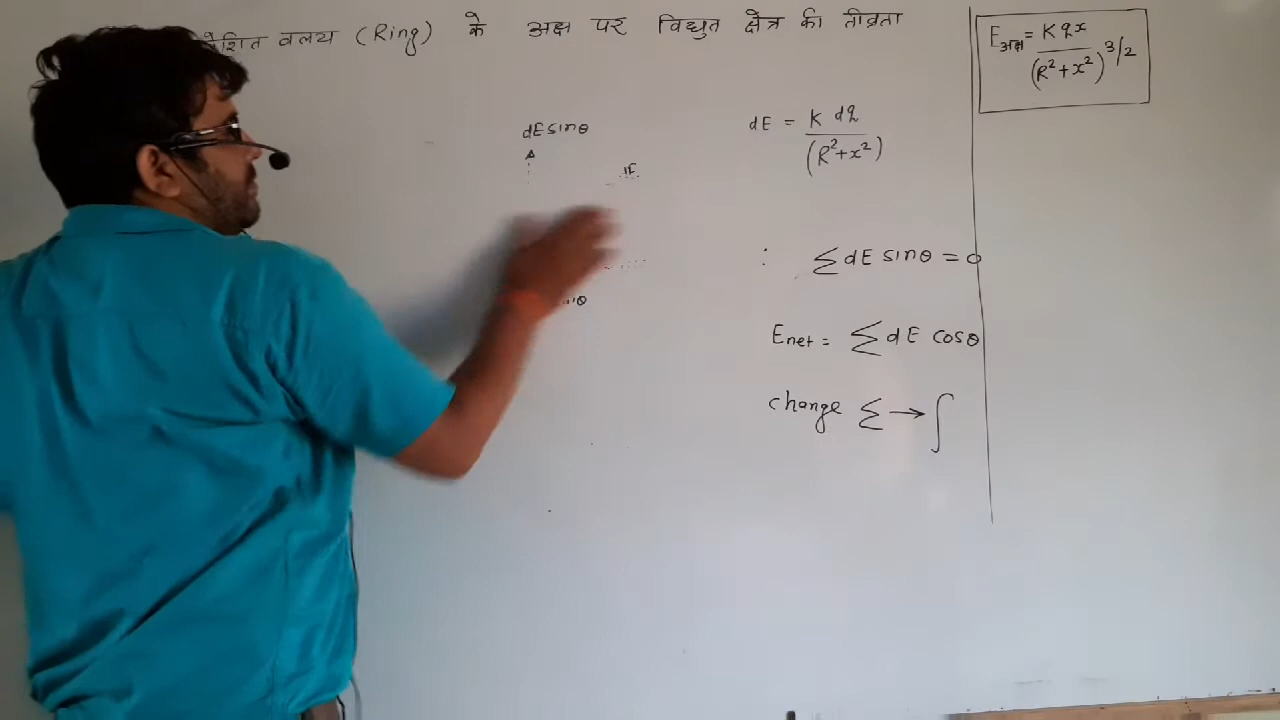 वलय (Ring) के अक्ष पर विद्युत क्षेत्र की तीव्रता
E अक्ष = K q x / (R² + x²)^3/2
dE sinθ
dE = K dq / (R² + x²)
∑ dE sinθ = 0
Enet = ∑ dE cosθ
change ∑ → ∫